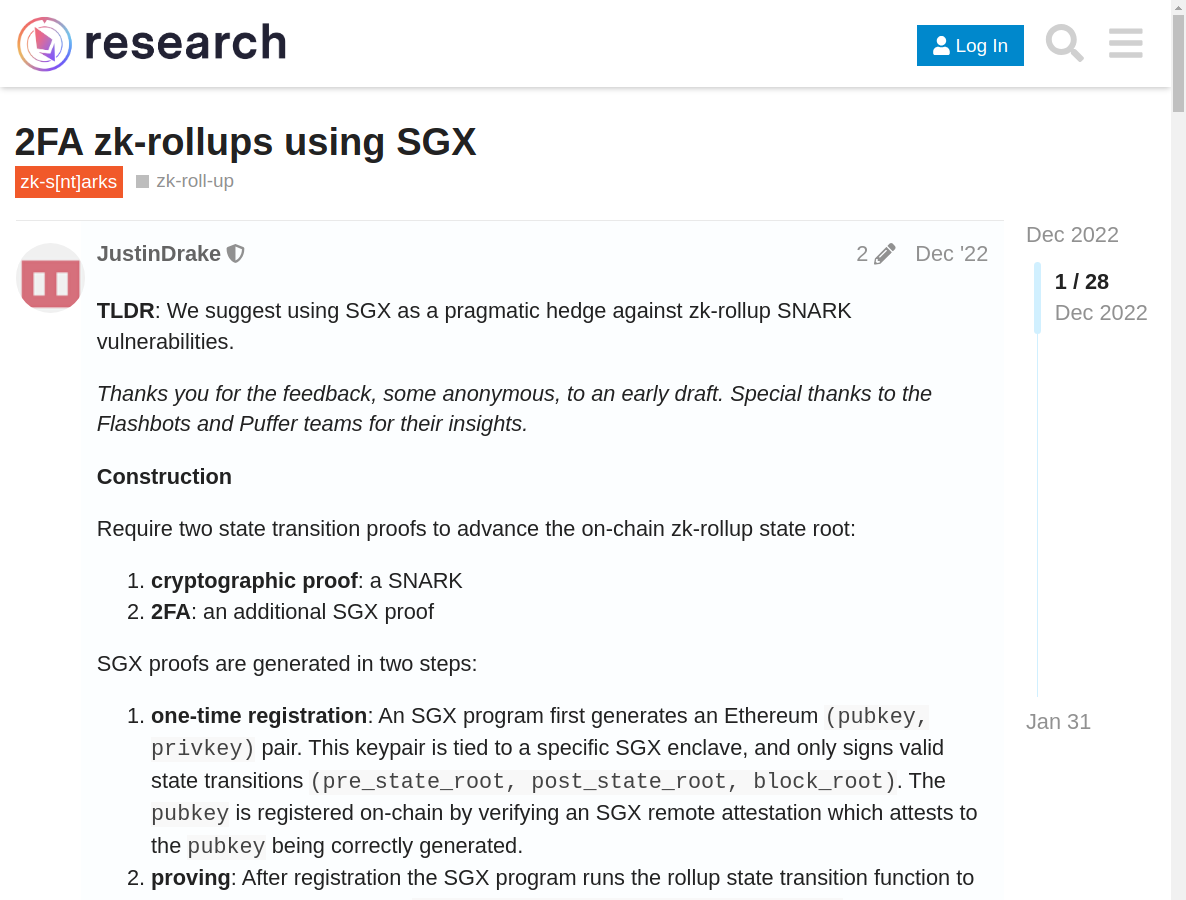 research
Log In
2FA zk-rollups using SGX
zk-s[nt]arks
zk-roll-up
JustinDrake
2
Dec '22
Dec 2022
1 / 28
Dec 2022
Jan 31
TLDR: We suggest using SGX as a pragmatic hedge against zk-rollup SNARK
vulnerabilities.
Thanks you for the feedback, some anonymous, to an early draft. Special thanks to the
Flashbots and Puffer teams for their insights.
Construction
Require two state transition proofs to advance the on-chain zk-rollup state root:
1. cryptographic proof: a SNARK
2. 2FA: an additional SGX proof
SGX proofs are generated in two steps:
1. one-time registration: An SGX program first generates an Ethereum (pubkey,
privkey) pair. This keypair is tied to a specific SGX enclave, and only signs valid
state transitions (pre_state_root, post_state_root, block_root). The
pubkey is registered on-chain by verifying an SGX remote attestation which attests to
the pubkey being correctly generated.
2. proving: After registration the SGX program runs the rollup state transition function to